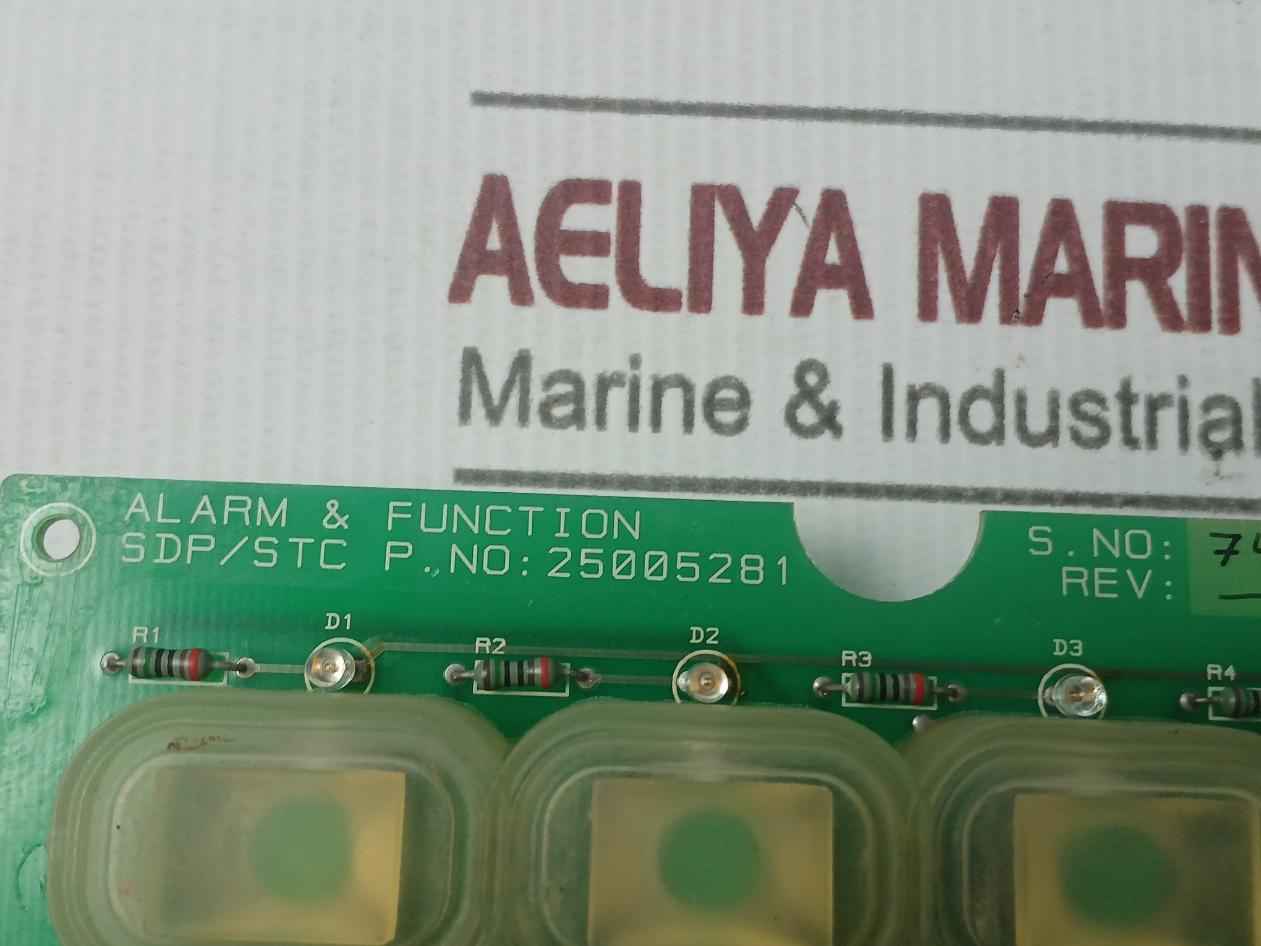 AELIYA MARIN
Marine & Industrial
ALARM & FUNCTION
SDP/STC P.NO:25005281
S.NO: 74
REV:
R1
D1
R2
D2
R3
D3
R4